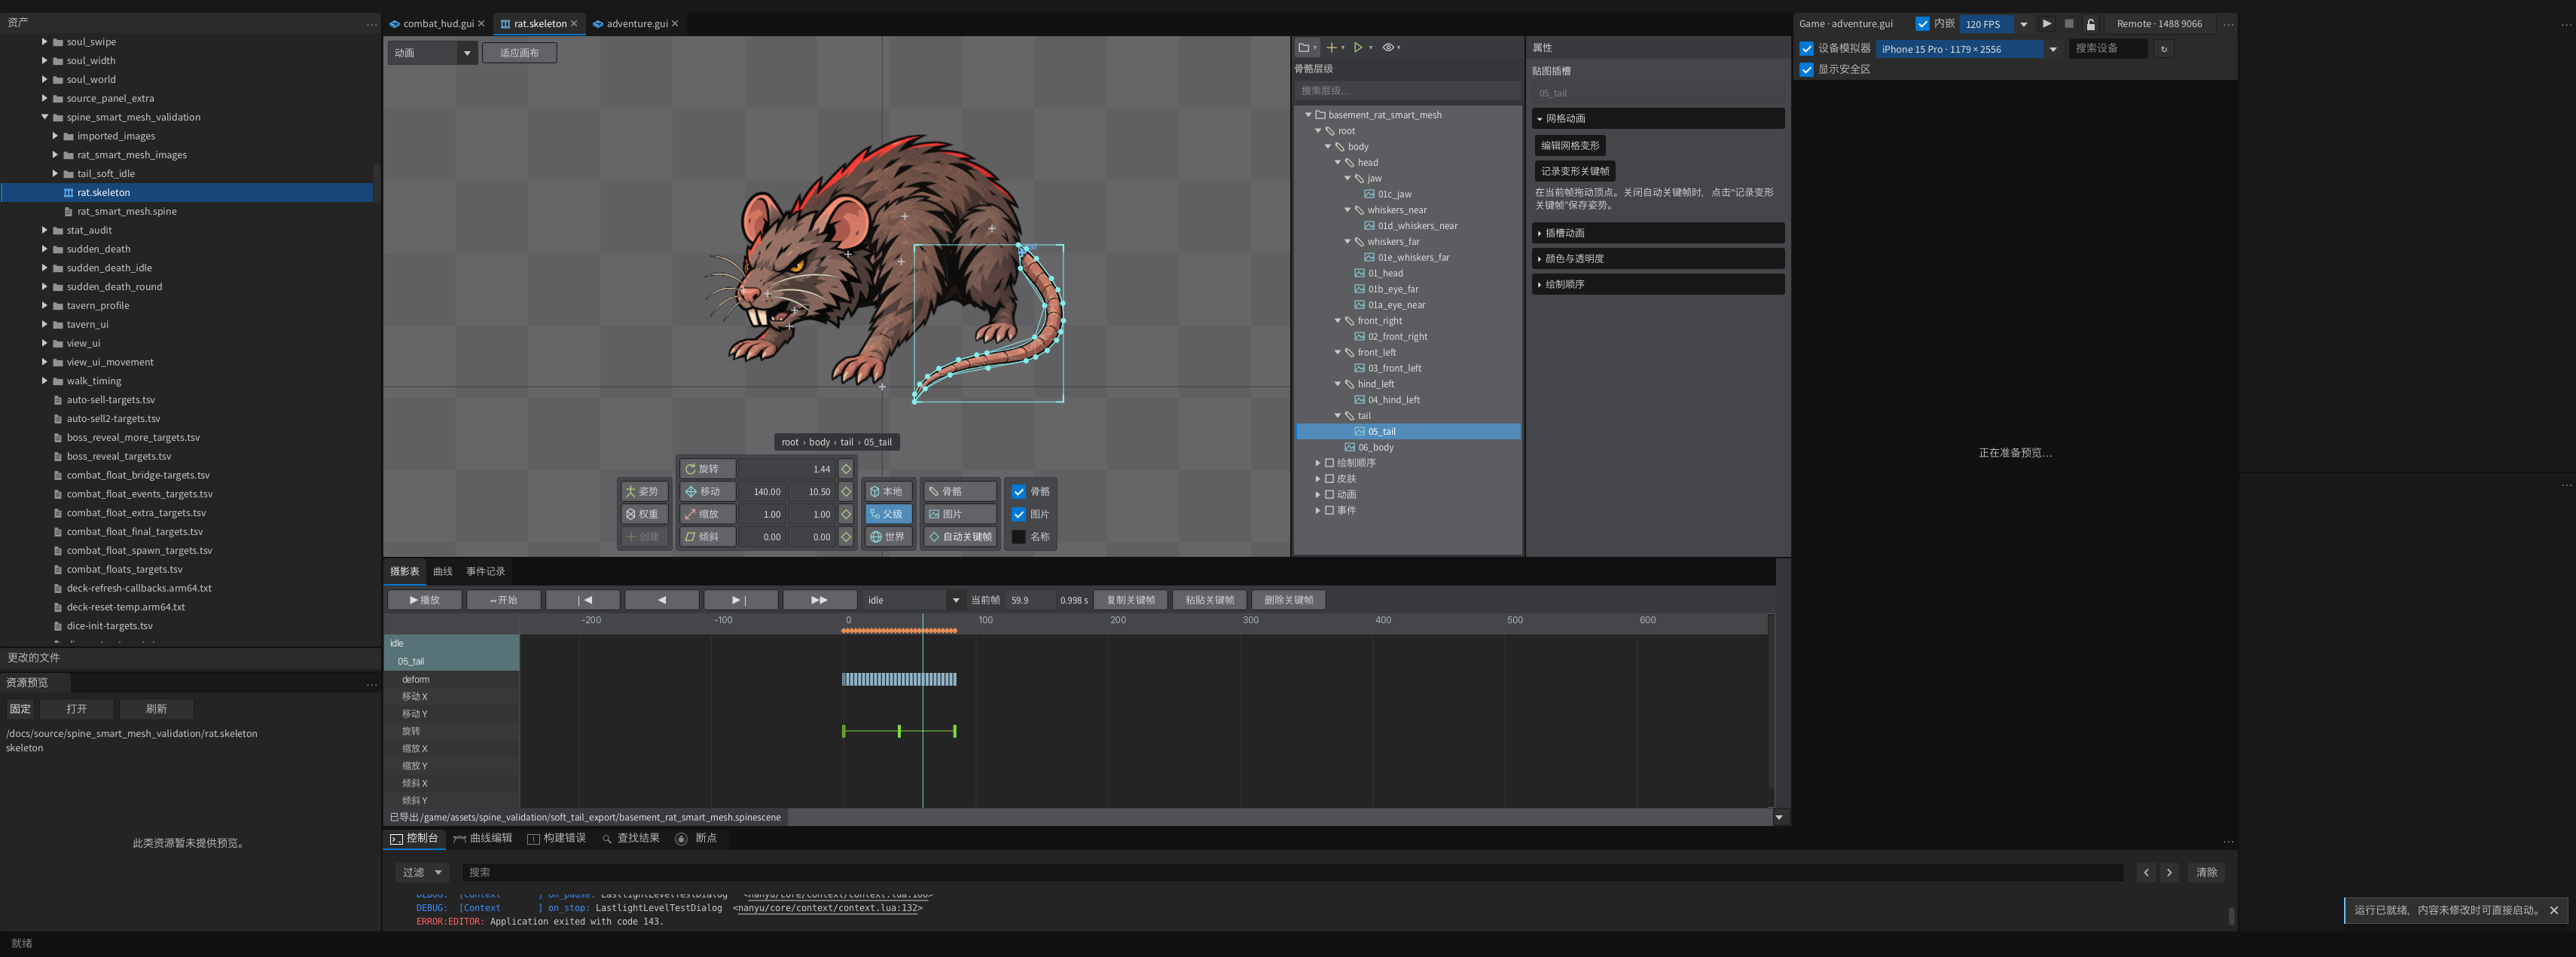 资产
soul_swipe
soul_width
soul_world
source_panel_extra
spine_smart_mesh_validation
imported_images
rat_smart_mesh_images
tail_soft_idle
rat.skeleton
rat_smart_mesh.spine
stat_audit
sudden_death
sudden_death_idle
sudden_death_round
tavern_profile
tavern_ui
view_ui
view_ui_movement
walk_timing
auto-sell-targets.tsv
auto-sell2-targets.tsv
boss_reveal_more_targets.tsv
boss_reveal_targets.tsv
combat_float_bridge-targets.tsv
combat_float_events_targets.tsv
combat_float_extra_targets.tsv
combat_float_final_targets.tsv
combat_float_spawn_targets.tsv
combat_floats_targets.tsv
deck-refresh-callbacks.arm64.txt
deck-reset-temp.arm64.txt
dice-init-targets.tsv
更改的文件
资源预览
固定 打开 刷新
/docs/source/spine_smart_mesh_validation/rat.skeleton
skeleton
此类资源暂未提供预览。
就绪
combat_hud.gui rat.skeleton adventure.gui
动画 适应画布
root › body › tail › 05_tail
旋转 1.44
姿势 移动 140.00 10.50 本地 骨骼 骨骼
权重 缩放 1.00 1.00 父级 图片 图片
创建 倾斜 0.00 0.00 世界 自动关键帧 名称
骨骼层级
搜索层级...
basement_rat_smart_mesh
root
body
head
jaw
01c_jaw
whiskers_near
01d_whiskers_near
whiskers_far
01e_whiskers_far
01_head
01b_eye_far
01a_eye_near
front_right
02_front_right
front_left
03_front_left
hind_left
04_hind_left
tail
05_tail
06_body
绘制顺序
皮肤
动画
事件
属性
贴图插槽
05_tail
网格动画
编辑网格变形
记录变形关键帧
在当前帧拖动顶点。关闭自动关键帧时，点击“记录变形
关键帧”保存姿势。
插槽动画
颜色与透明度
绘制顺序
摄影表 曲线 事件记录
播放 开始 idle 当前帧 59.9 0.998 s 复制关键帧 粘贴关键帧 删除关键帧
-200 -100 0 100 200 300 400 500 600
idle
05_tail
deform
移动 X
移动 Y
旋转
缩放 X
缩放 Y
倾斜 X
倾斜 Y
已导出 /game/assets/spine_validation/soft_tail_export/basement_rat_smart_mesh.spinescene
控制台 曲线编辑 构建错误 查找结果 断点
过滤 搜索 清除
DEBUG: [Context ] on_pause: LastlightLevelTestDialog <nanyu/core/context/context.lua:106>
DEBUG: [Context ] on_stop: LastlightLevelTestDialog <nanyu/core/context/context.lua:132>
ERROR:EDITOR: Application exited with code 143.
Game · adventure.gui 内嵌 120 FPS Remote · 1488 9066
设备模拟器 iPhone 15 Pro · 1179 × 2556 搜索设备
显示安全区
正在准备预览...
运行已就绪，内容未修改时可直接启动。